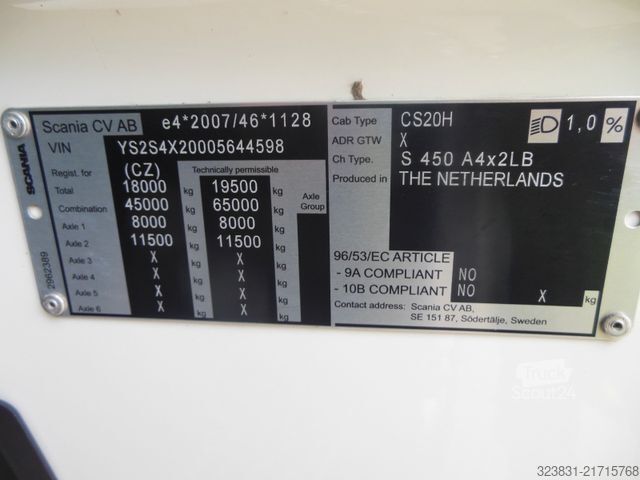 Scania CV AB e4*2007/46*1128
VIN YS2S4X20005644598
Regist. for (CZ) Technically permissible
Total 18000 kg 19500 kg Axle Group
Combination 45000 kg 65000 kg
Axle 1 8000 kg 8000 kg
Axle 2 11500 kg 11500 kg
Axle 3 X kg X kg
Axle 4 X kg X kg
Axle 5 X kg X kg
Axle 6 X kg X kg
SCANIA
2962389
Cab Type CS20H 1,0 %
ADR GTW X
Ch Type. S 450 A4x2LB
Produced in THE NETHERLANDS
96/53/EC ARTICLE
- 9A COMPLIANT NO
- 10B COMPLIANT NO X kg
Contact address: Scania CV AB,
SE 151 87, Södertälje, Sweden
Truck
Scout24
323831-21715768